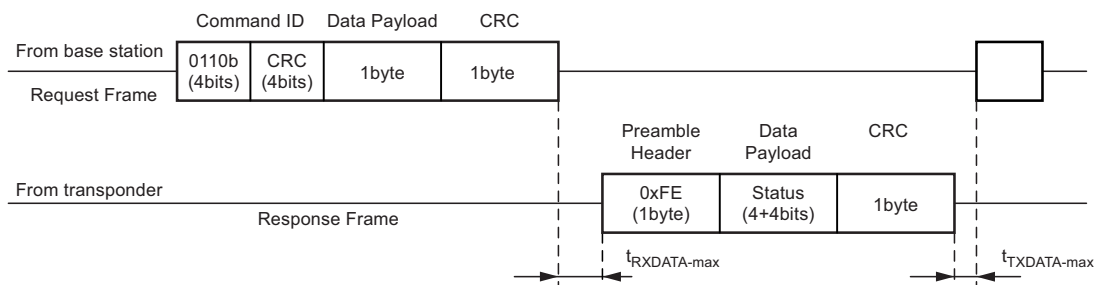 Command ID Data Payload CRC
From base station
0110b
(4bits)
CRC
(4bits)
1byte
1byte
Request Frame
Preamble
Header
Data
Payload
CRC
From transponder
0xFE
(1byte)
Status
(4+4bits)
1byte
Response Frame
tRXDATA-max
tTXDATA-max